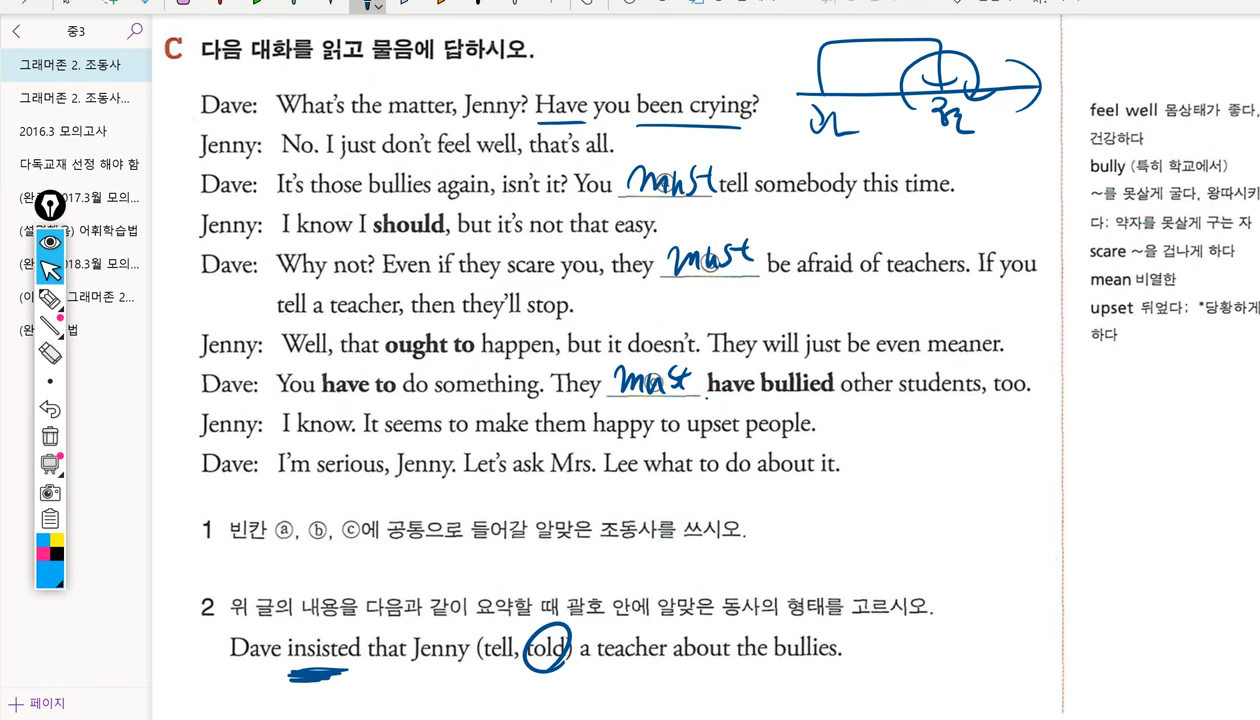 중3
그래머존 2. 조동사
그래머존 2. 조동사...
2016.3 모의고사
다독교재 선정 해야 함
(완 2017.3월 모의...
(설 어휘학습법
(완 018.3월 모의...
(이 그래머존 2...
(완 법
페이지
C 다음 대화를 읽고 물음에 답하시오.
Dave: What's the matter, Jenny? Have you been crying?
Jenny: No. I just don't feel well, that's all.
Dave: It's those bullies again, isn't it? You must tell somebody this time.
Jenny: I know I should, but it's not that easy.
Dave: Why not? Even if they scare you, they must be afraid of teachers. If you
tell a teacher, then they'll stop.
Jenny: Well, that ought to happen, but it doesn't. They will just be even meaner.
Dave: You have to do something. They must have bullied other students, too.
Jenny: I know. It seems to make them happy to upset people.
Dave: I'm serious, Jenny. Let's ask Mrs. Lee what to do about it.
1 빈칸 ⓐ, ⓑ, ⓒ에 공통으로 들어갈 알맞은 조동사를 쓰시오.
2 위 글의 내용을 다음과 같이 요약할 때 괄호 안에 알맞은 동사의 형태를 고르시오.
Dave insisted that Jenny (tell, told) a teacher about the bullies.
feel well 몸상태가 좋다,
건강하다
bully (특히 학교에서)
~를 못살게 굴다, 왕따시키
다; 약자를 못살게 구는 자
scare ~을 겁나게 하다
mean 비열한
upset 뒤엎다; *당황하게
하다